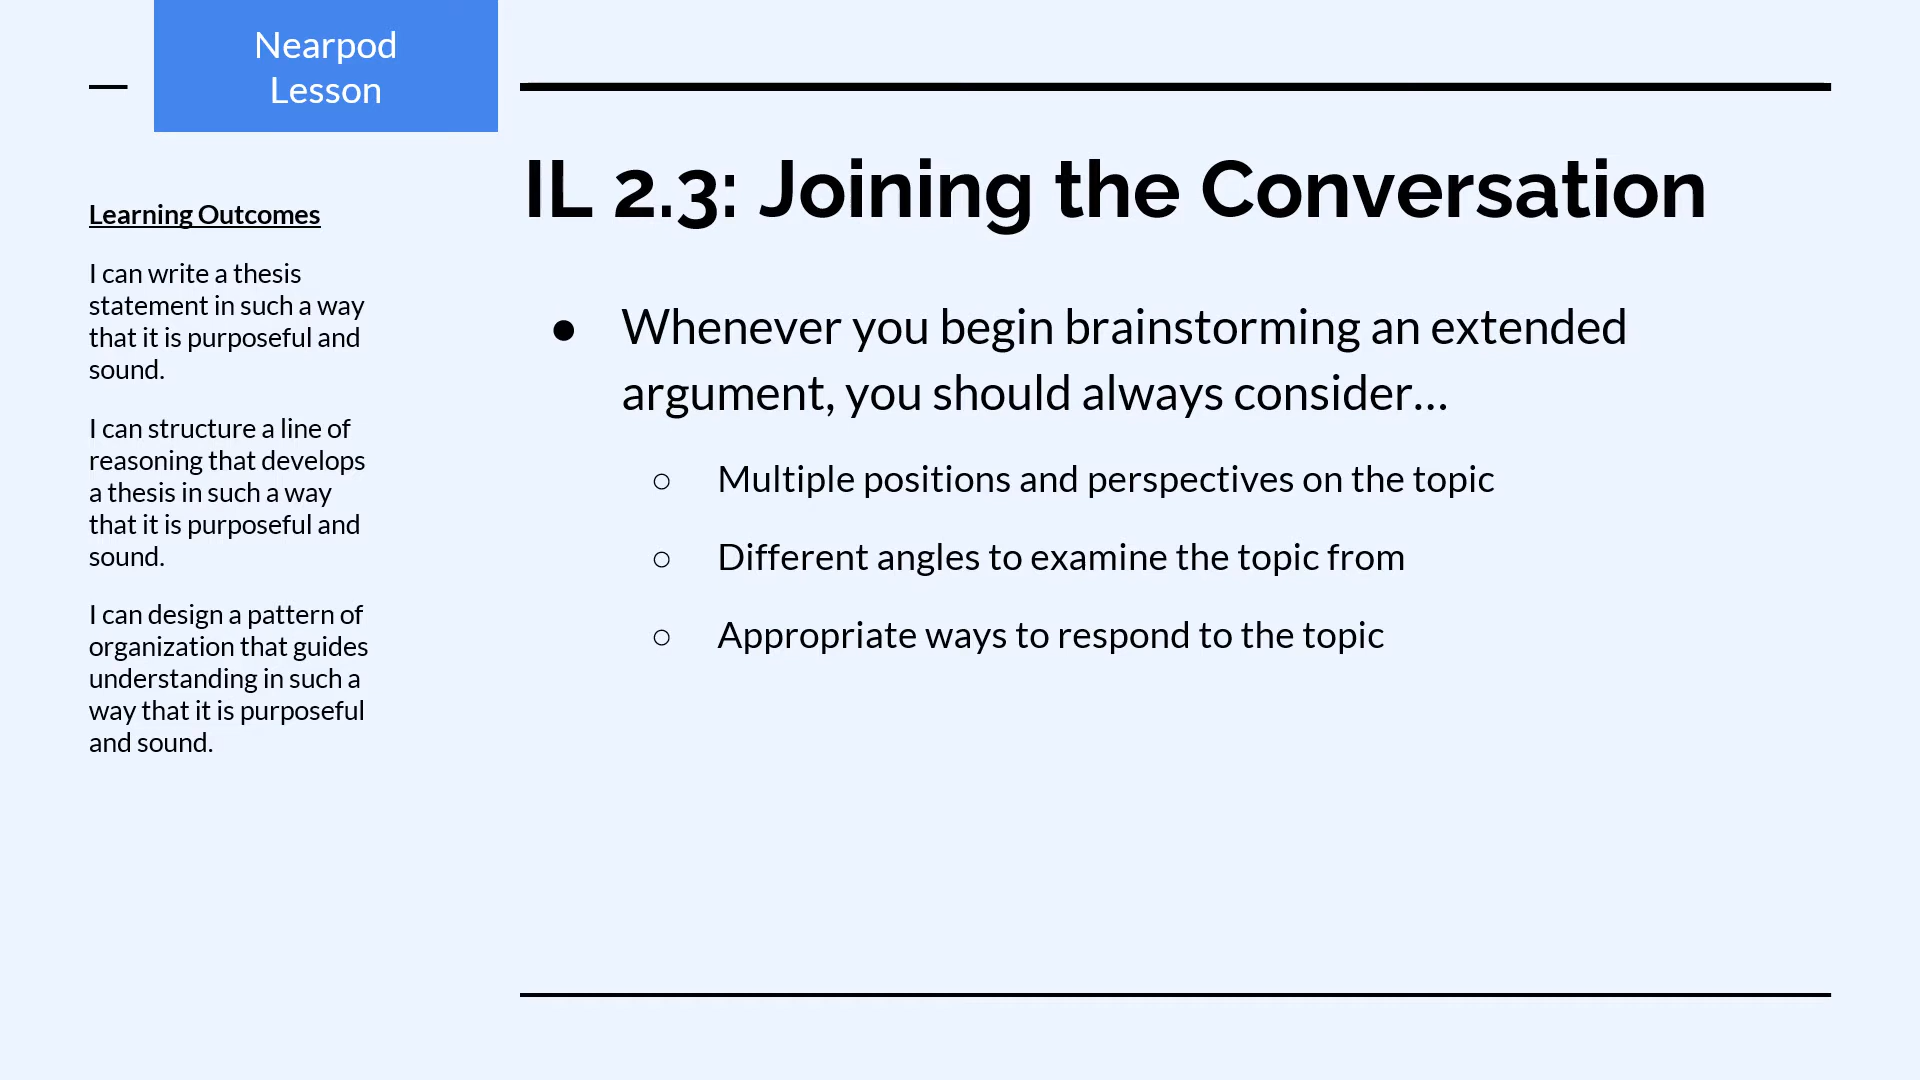 Nearpod
Lesson
Learning Outcomes
I can write a thesis
statement in such a way
that it is purposeful and
sound.
I can structure a line of
reasoning that develops
a thesis in such a way
that it is purposeful and
sound.
I can design a pattern of
organization that guides
understanding in such a
way that it is purposeful
and sound.
IL 2.3: Joining the Conversation
● Whenever you begin brainstorming an extended
argument, you should always consider…
○ Multiple positions and perspectives on the topic
○ Different angles to examine the topic from
○ Appropriate ways to respond to the topic